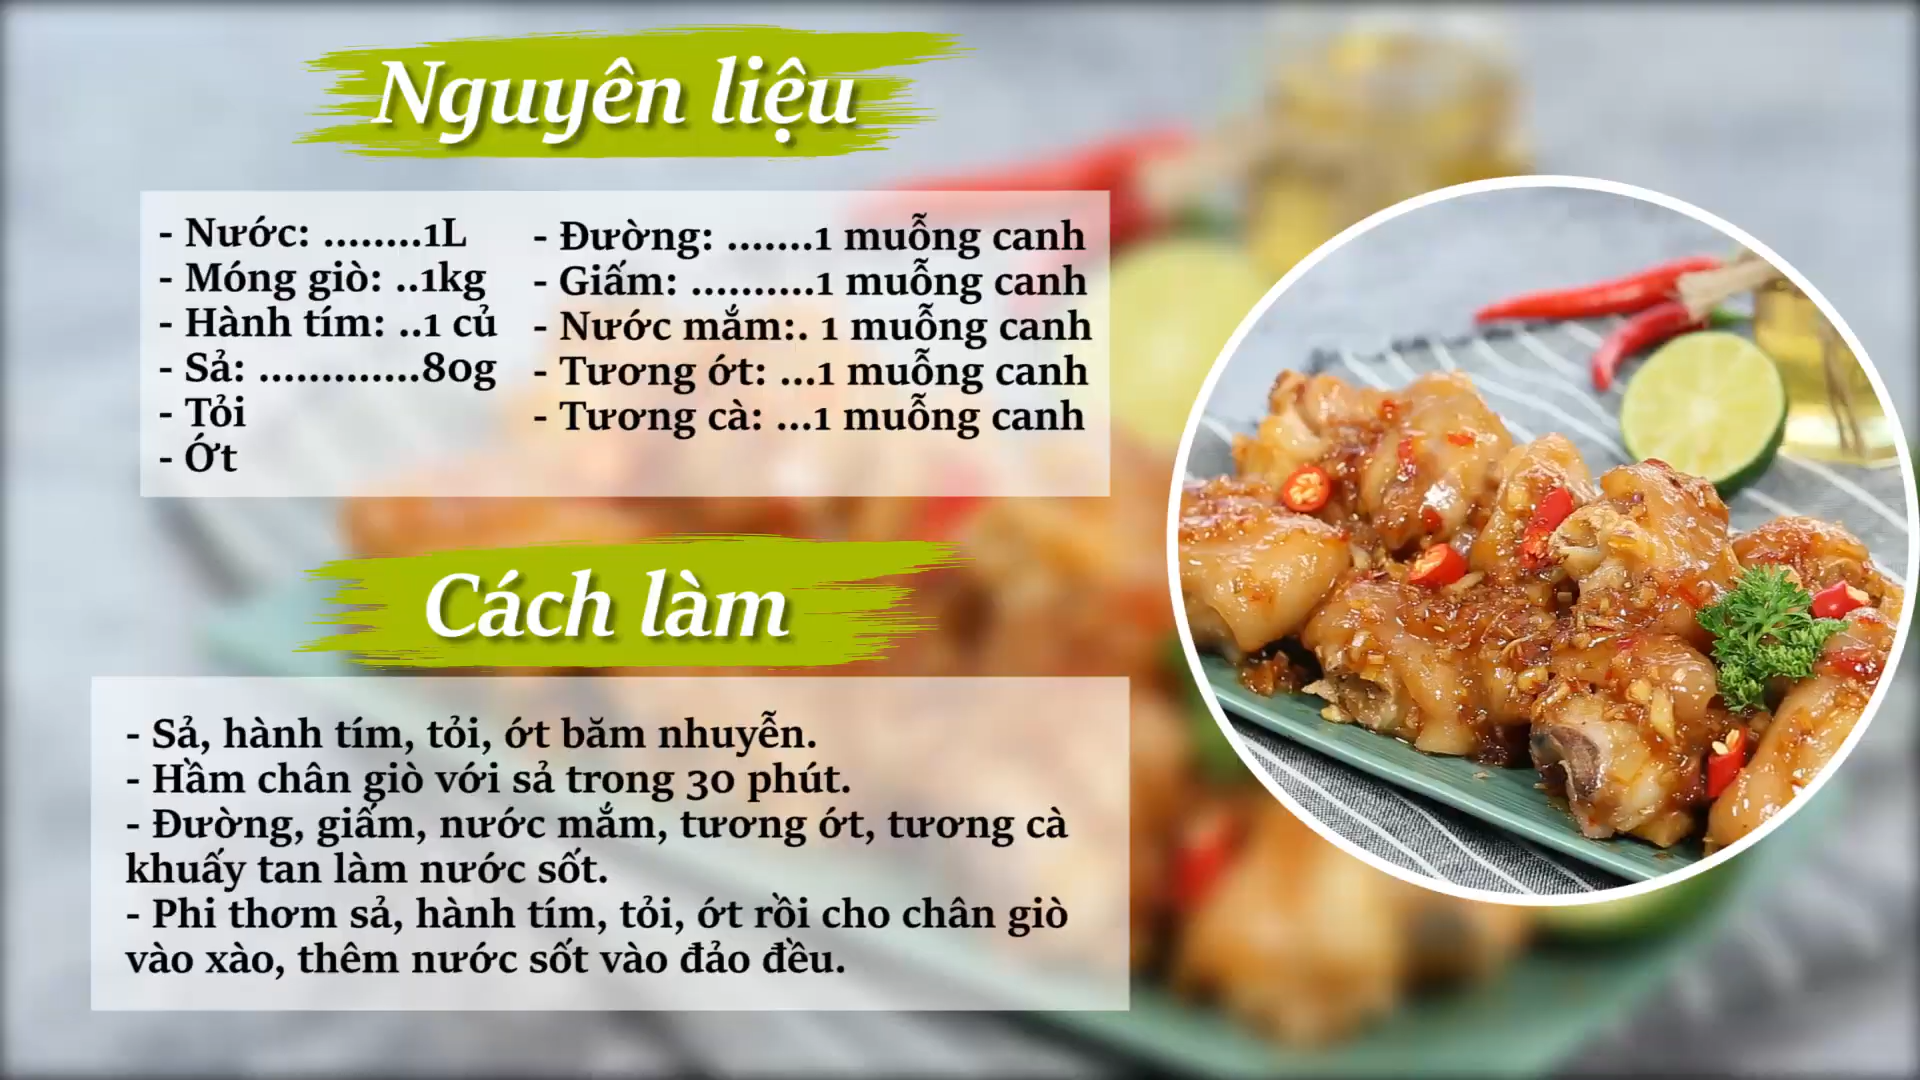 Nguyên liệu
- Nước: ........1L
- Móng giò: ..1kg
- Hành tím: ..1 củ
- Sả: .............80g
- Tỏi
- Ớt
- Đường: .......1 muỗng canh
- Giấm: ..........1 muỗng canh
- Nước mắm:. 1 muỗng canh
- Tương ớt: ...1 muỗng canh
- Tương cà: ...1 muỗng canh
Cách làm
- Sả, hành tím, tỏi, ớt băm nhuyễn.
- Hầm chân giò với sả trong 30 phút.
- Đường, giấm, nước mắm, tương ớt, tương cà
khuấy tan làm nước sốt.
- Phi thơm sả, hành tím, tỏi, ớt rồi cho chân giò
vào xào, thêm nước sốt vào đảo đều.